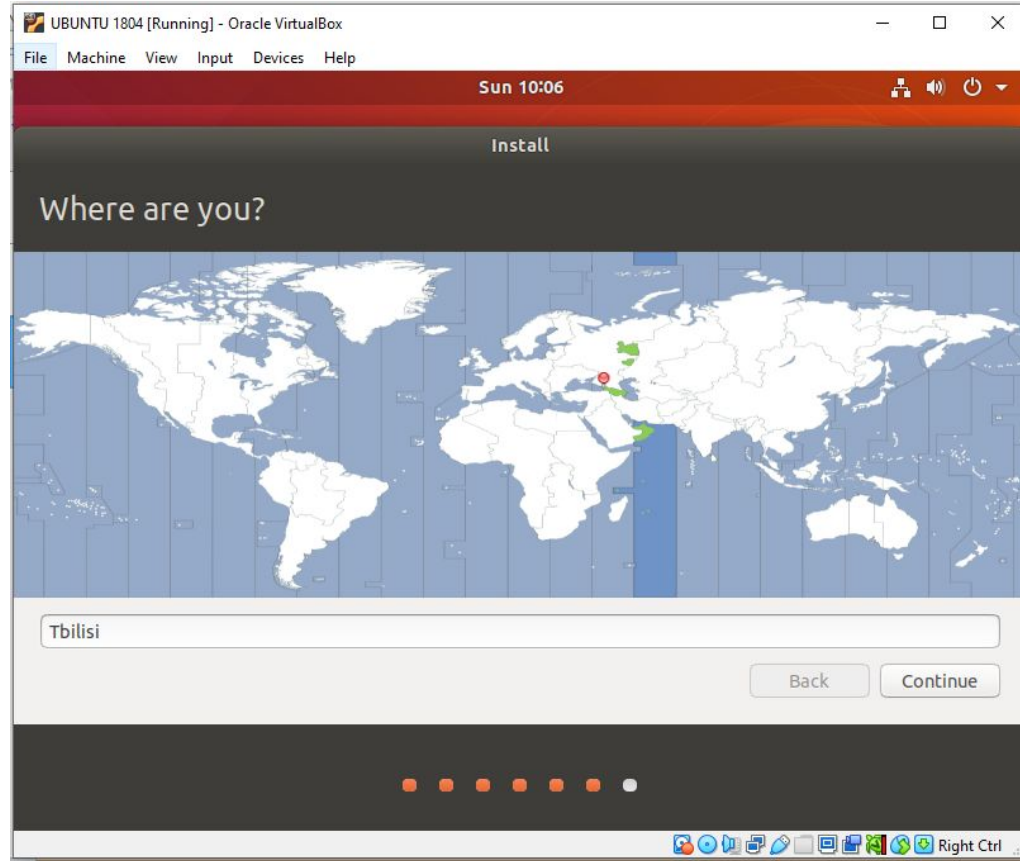 UBUNTU 1804 [Running] - Oracle VirtualBox
File Machine View Input Devices Help
Sun 10:06
Install
Where are you?
Tbilisi
Back Continue
Right Ctrl